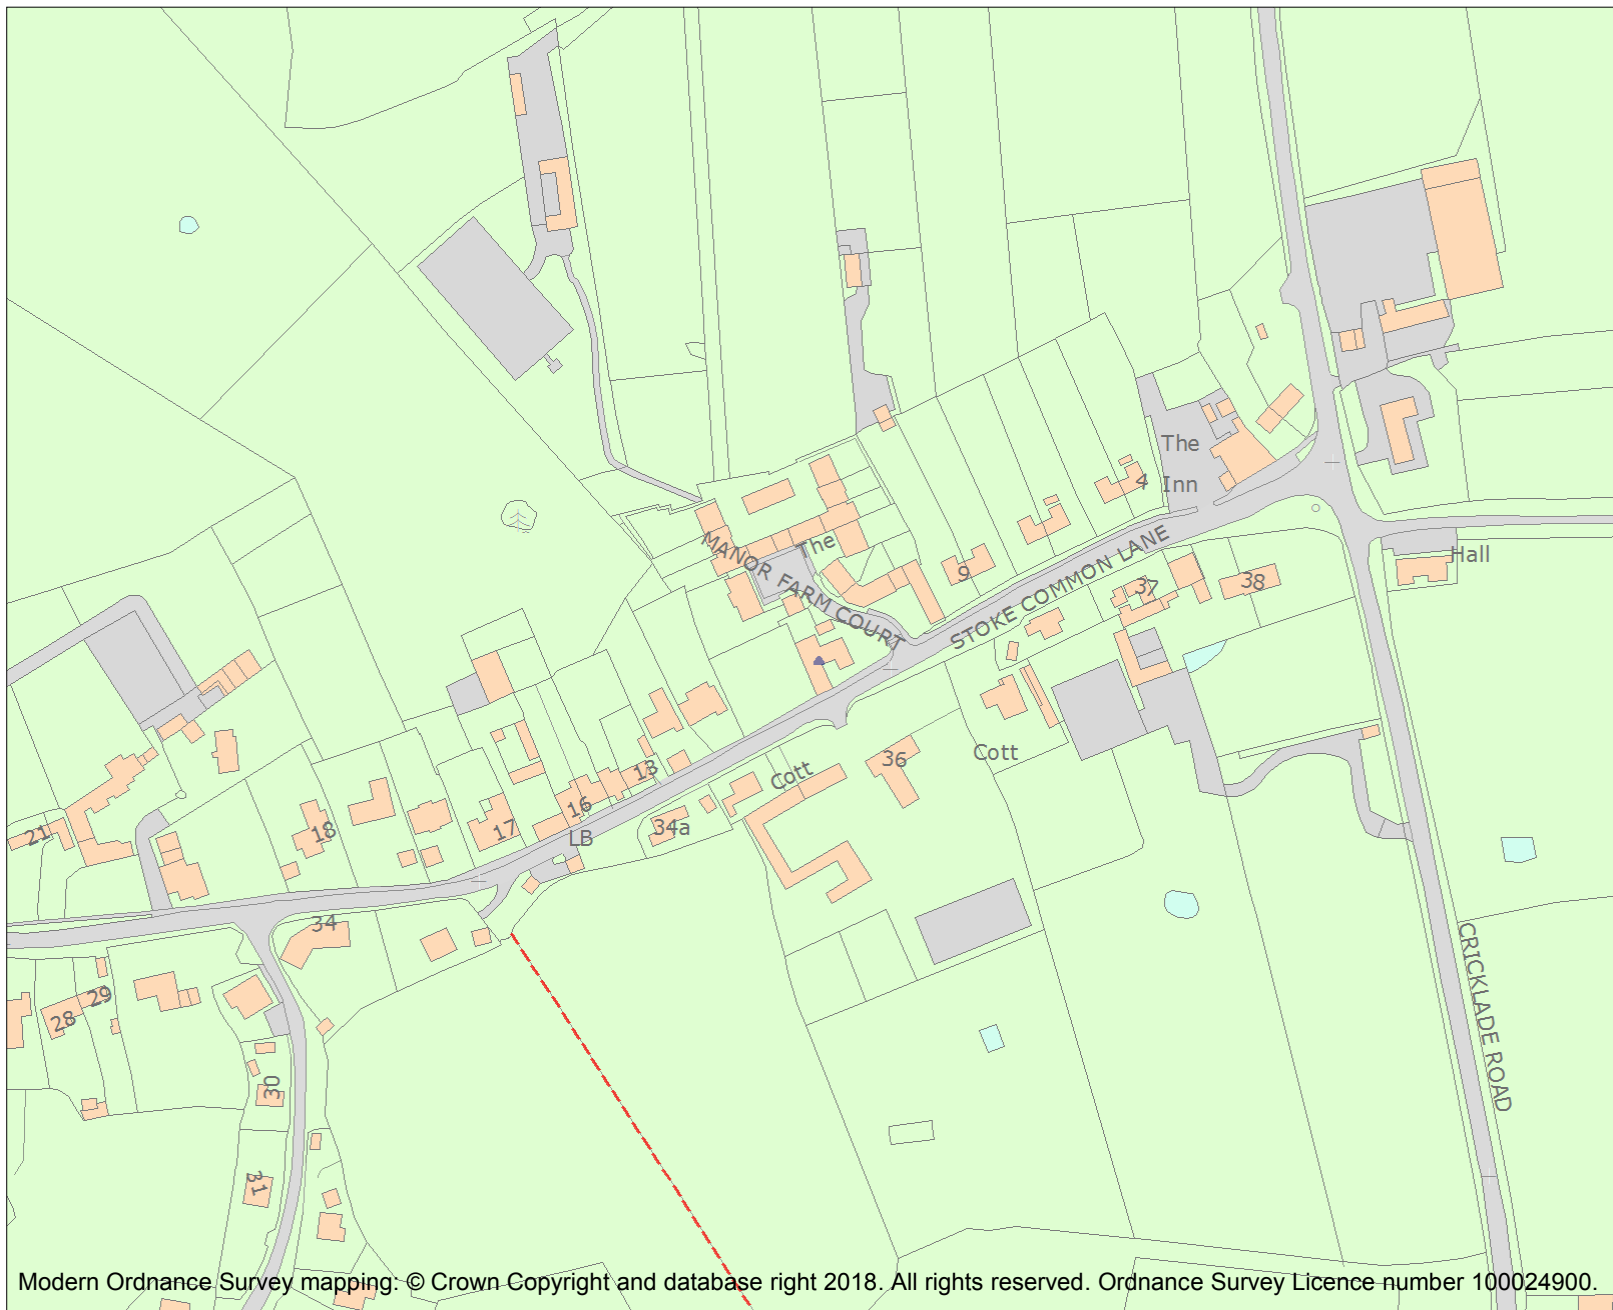 The
Inn
4
MANOR FARM COURT
The
STOKE COMMON LANE
Hall
9
37
38
Cott
36
Cott
13
16
LB
34a
17
18
21
34
29
28
30
31
CRICKLADE ROAD
Modern Ordnance Survey mapping: © Crown Copyright and database right 2018. All rights reserved. Ordnance Survey Licence number 100024900.